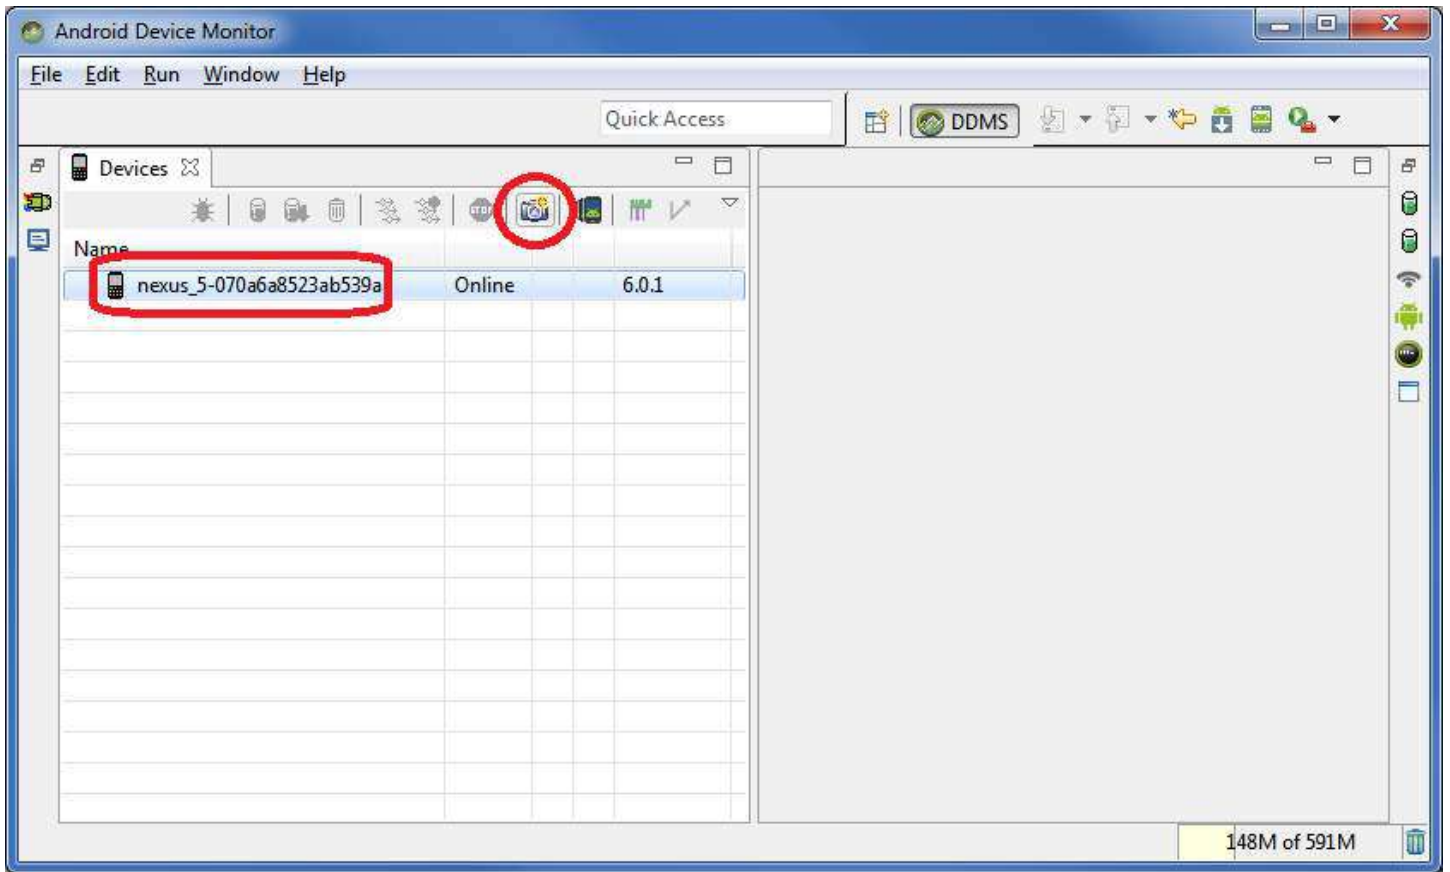 Android Device Monitor
File Edit Run Window Help
Quick Access
DDMS
Devices
STOP
Name
nexus_5-070a6a8523ab539a Online 6.0.1
148M of 591M